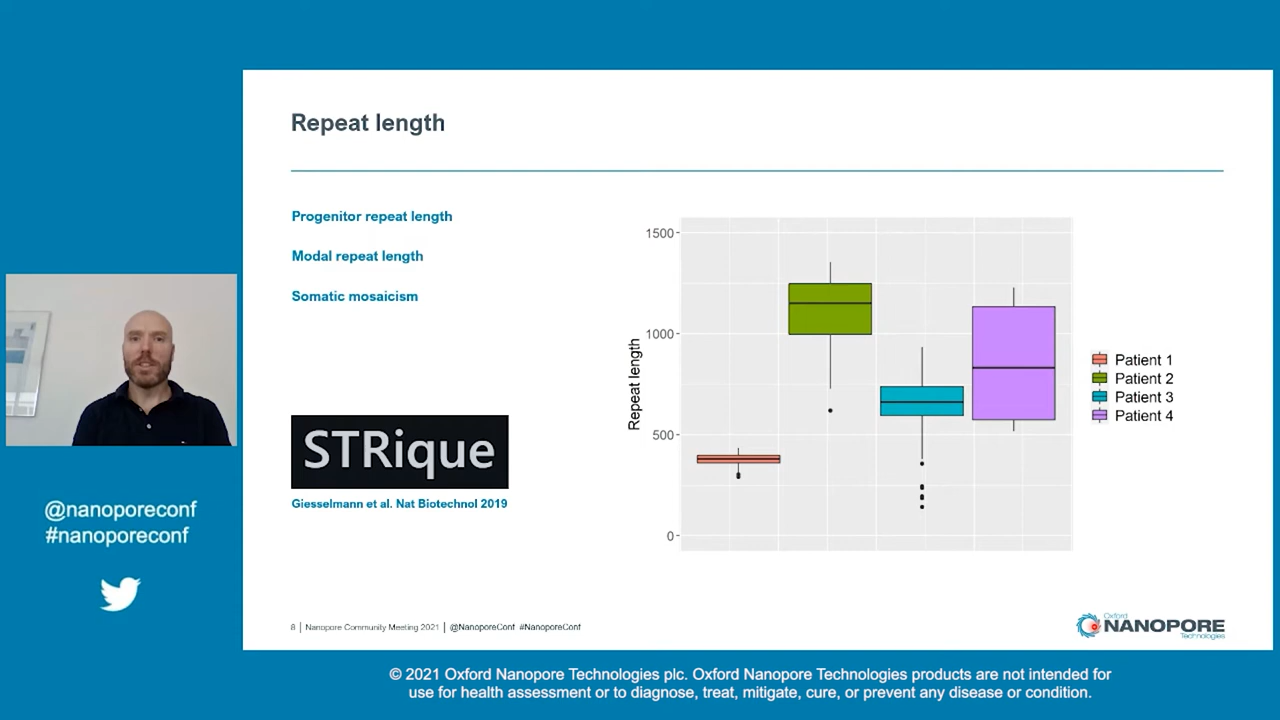 Repeat length
Progenitor repeat length
Modal repeat length
Somatic mosaicism
STRique
Giesselmann et al. Nat Biotechnol 2019
1500
1000
500
0
Repeat length
Patient 1
Patient 2
Patient 3
Patient 4
@nanoporeconf
#nanoporeconf
8 | Nanopore Community Meeting 2021 | @NanoporeConf #NanoporeConf
Oxford
NANOPORE
Technologies
© 2021 Oxford Nanopore Technologies plc. Oxford Nanopore Technologies products are not intended for
use for health assessment or to diagnose, treat, mitigate, cure, or prevent any disease or condition.